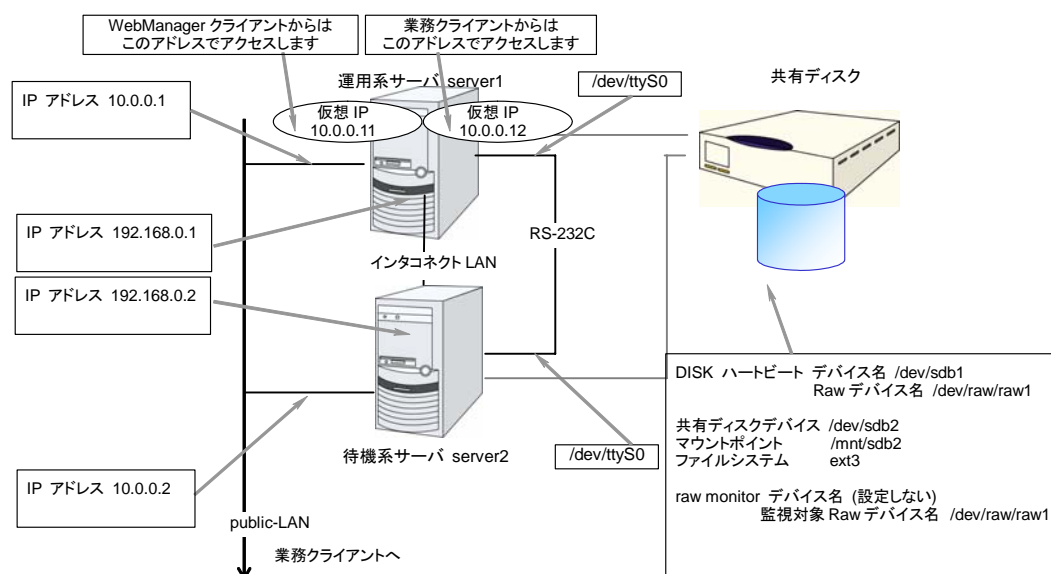 WebManager クライアントからは
このアドレスでアクセスします
業務クライアントからは
このアドレスでアクセスします
運用系サーバ server1
/dev/ttyS0
共有ディスク
IP アドレス 10.0.0.1
仮想 IP
10.0.0.11
仮想 IP
10.0.0.12
IP アドレス 192.168.0.1
RS-232C
インタコネクト LAN
IP アドレス 192.168.0.2
DISK ハートビート デバイス名 /dev/sdb1
Raw デバイス名 /dev/raw/raw1
共有ディスクデバイス /dev/sdb2
マウントポイント /mnt/sdb2
ファイルシステム ext3
raw monitor デバイス名 (設定しない)
監視対象 Raw デバイス名 /dev/raw/raw1
待機系サーバ server2
/dev/ttyS0
IP アドレス 10.0.0.2
public-LAN
業務クライアントへ